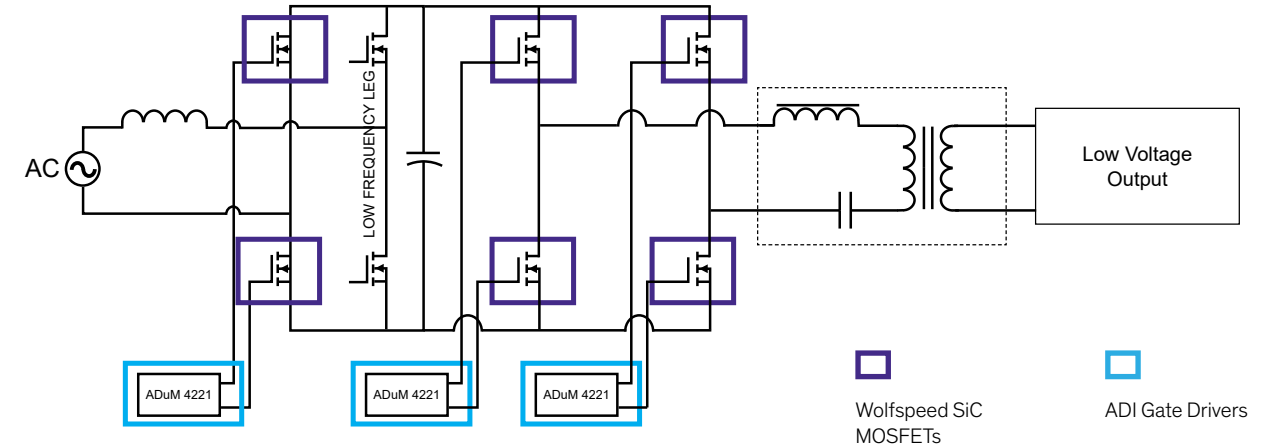 LOW FREQUENCY LEG
AC
Low Voltage
Output
ADuM 4221
ADuM 4221
ADuM 4221
Wolfspeed SiC
MOSFETs
ADI Gate Drivers